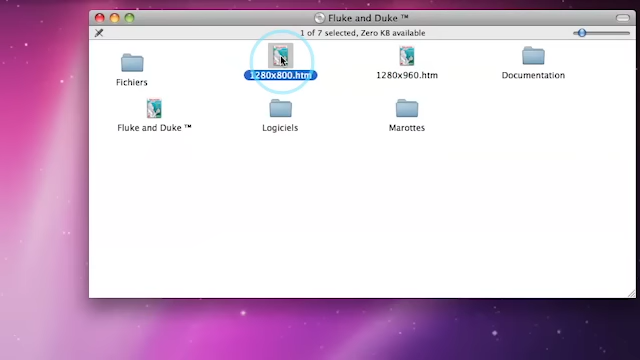 Fluke and Duke ™
1 of 7 selected, Zero KB available
Fichiers
1280x800.htm
1280x960.htm
Documentation
Fluke and Duke ™
Logiciels
Marottes